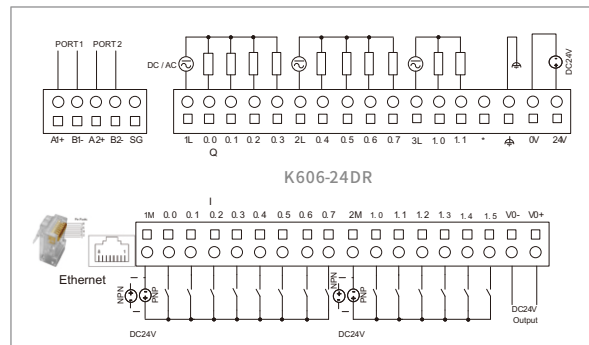 PORT1 PORT2
DC / AC
DC24V
A1+ B1- A2+ B2- SG
1L 0.0 0.1 0.2 0.3 2L 0.4 0.5 0.6 0.7 3L 1.0 1.1 * 0V 24V
Q
K606-24DR
I
1M 0.0 0.1 0.2 0.3 0.4 0.5 0.6 0.7 2M 1.0 1.1 1.2 1.3 1.4 1.5 V0- V0+
Ethernet
NPN PNP NPN PNP
DC24V DC24V
DC24V
Output